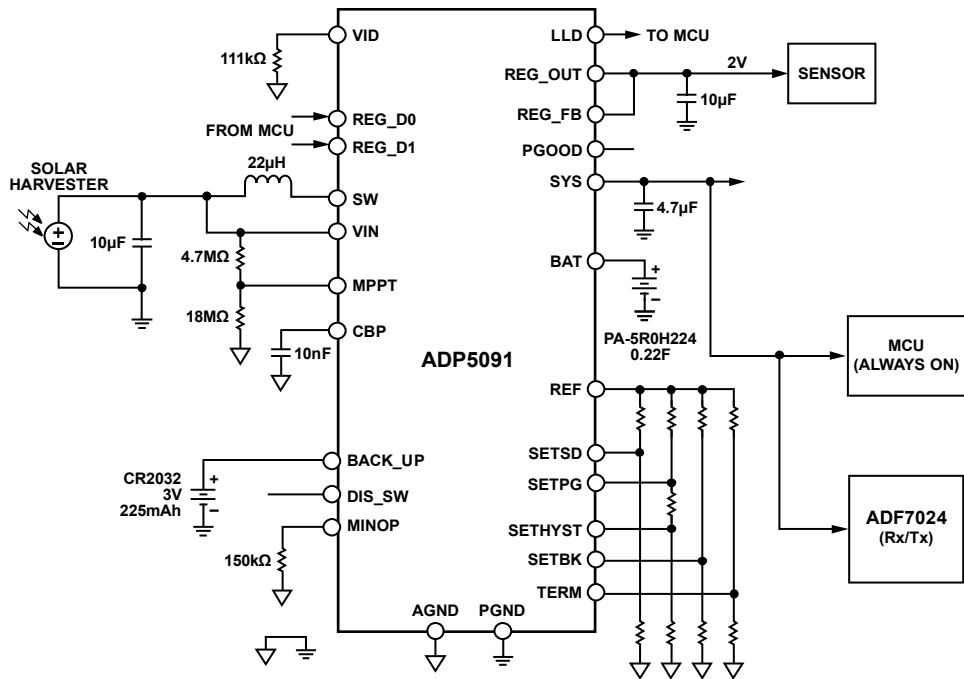 VID
111kΩ
REG_D0
FROM MCU
REG_D1
22µH
SOLAR
HARVESTER
SW
10µF
VIN
4.7MΩ
MPPT
18MΩ
CBP
10nF
ADP5091
BACK_UP
CR2032
3V
225mAh
DIS_SW
MINOP
150kΩ
AGND
PGND
LLD
TO MCU
REG_OUT
2V
SENSOR
10µF
REG_FB
PGOOD
SYS
4.7µF
BAT
PA-5R0H224
0.22F
MCU
(ALWAYS ON)
REF
SETSD
SETPG
SETHYST
SETBK
TERM
ADF7024
(Rx/Tx)